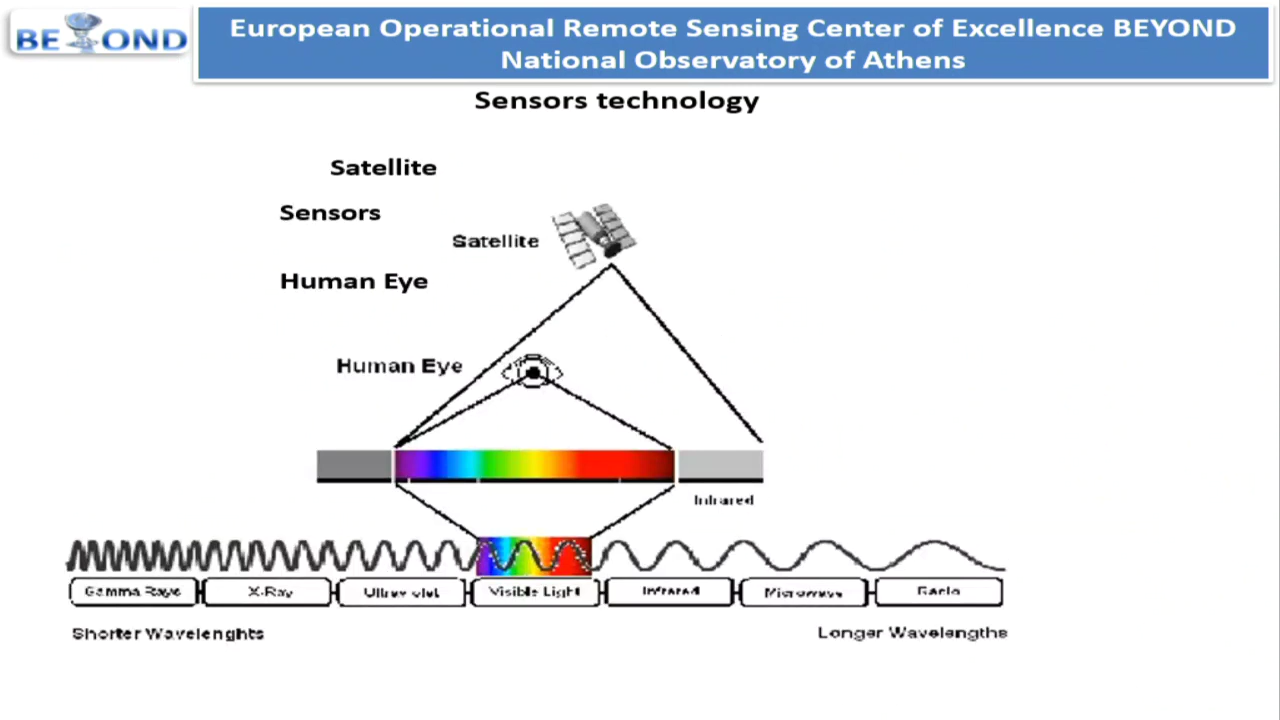 BEYOND
European Operational Remote Sensing Center of Excellence BEYOND
National Observatory of Athens
Sensors technology
Satellite
Sensors
Satellite
Human Eye
Human Eye
Infrared
Gamma Rays
X-Ray
Ultraviolet
Visible Light
Infrared
Microwave
Radio
Shorter Wavelenghts
Longer Wavelengths